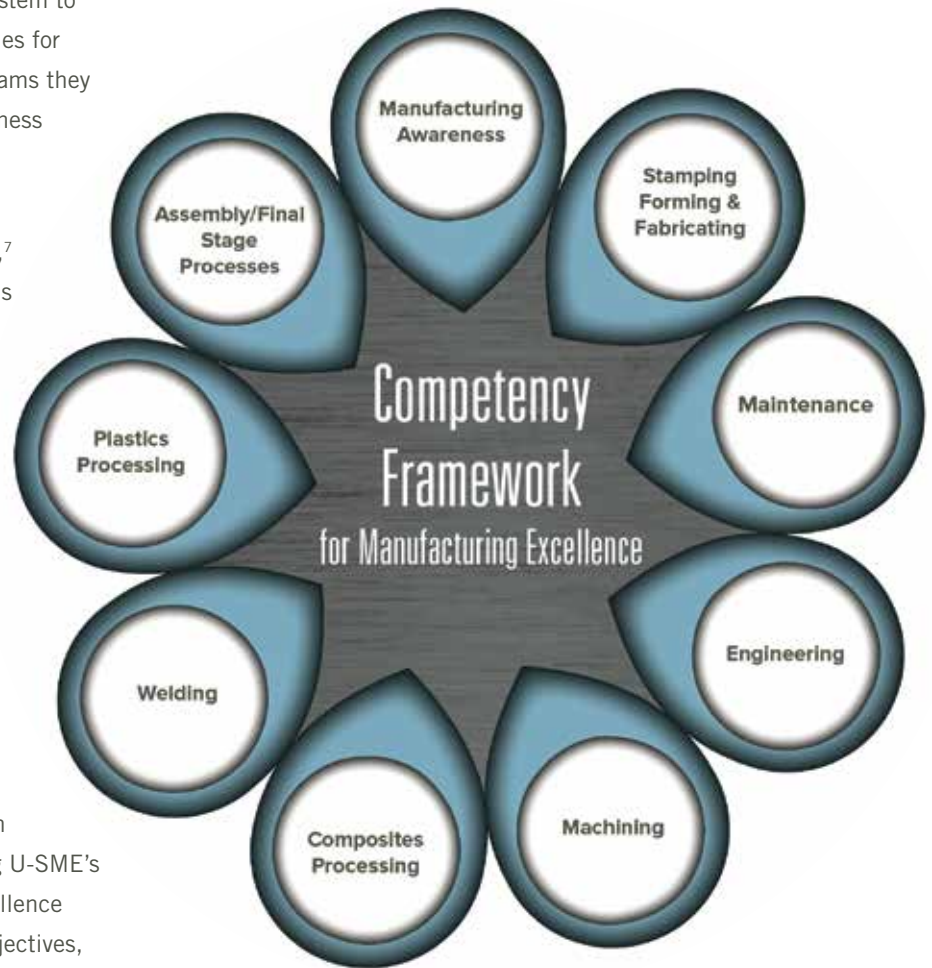 stem to
es for
ams they
ness
,7
s
n
g U-SME's
llence
jectives,
Manufacturing
Awareness
Stamping
Forming &
Fabricating
Maintenance
Engineering
Machining
Composites
Processing
Welding
Plastics
Processing
Assembly/Final
Stage
Processes
Competency
Framework
for Manufacturing Excellence